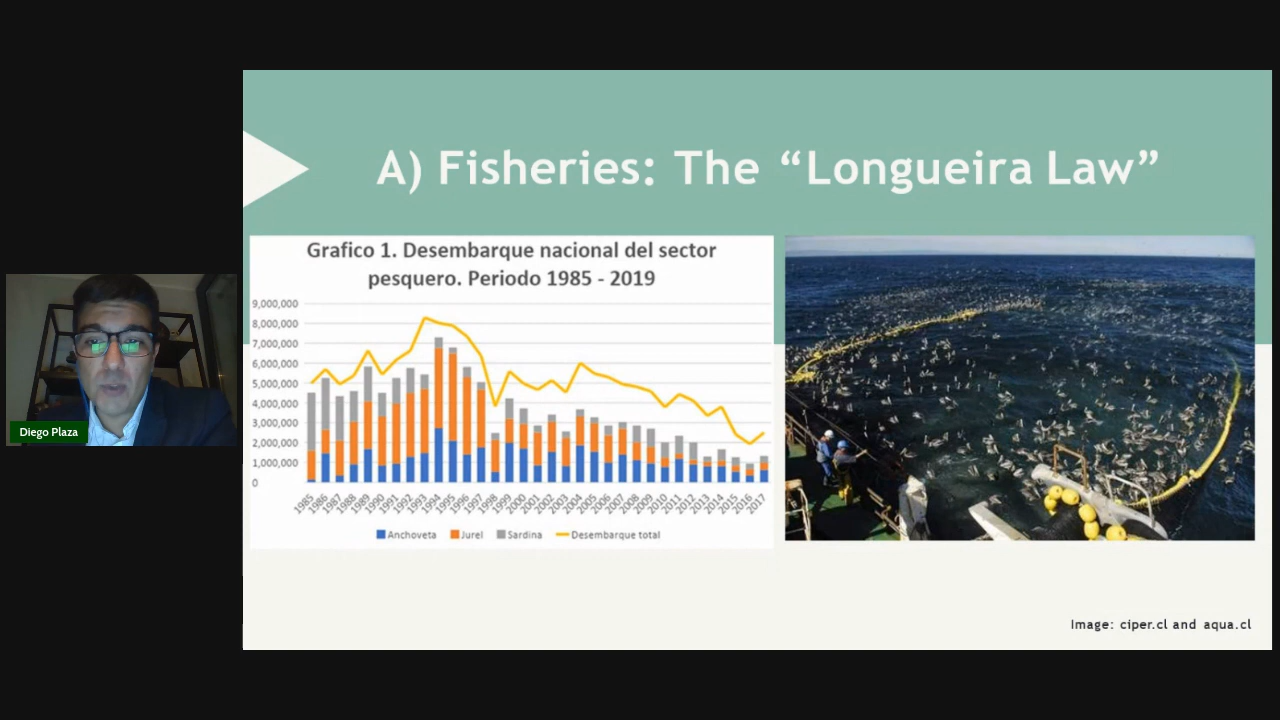 A) Fisheries: The “Longueira Law”
Grafico 1. Desembarque nacional del sector
pesquero. Periodo 1985 - 2019
9,000,000
8,000,000
7,000,000
6,000,000
5,000,000
4,000,000
3,000,000
2,000,000
1,000,000
0
1985 1986 1987 1988 1989 1990 1991 1992 1993 1994 1995 1996 1997 1998 1999 2000 2001 2002 2003 2004 2005 2006 2007 2008 2009 2010 2011 2012 2013 2014 2015 2016 2017
Anchoveta Jurel Sardina Desembarque total
Diego Plaza
Image: ciper.cl and aqua.cl